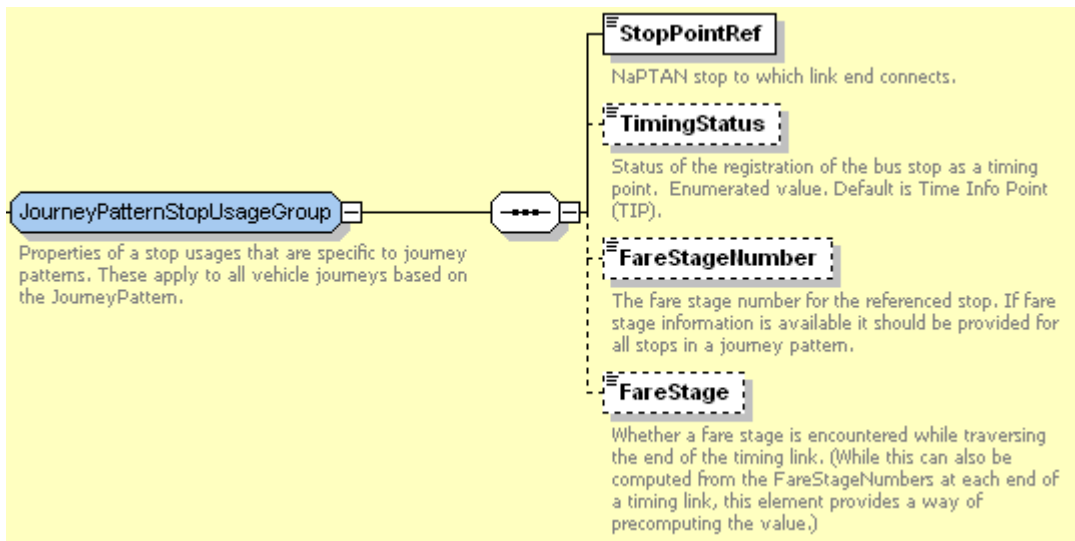 StopPointRef
NaPTAN stop to which link end connects.
TimingStatus
Status of the registration of the bus stop as a timing
point.  Enumerated value. Default is Time Info Point
(TIP).
JourneyPatternStopUsageGroup
Properties of a stop usages that are specific to journey
patterns. These apply to all vehicle journeys based on
the JourneyPattern.
FareStageNumber
The fare stage number for the referenced stop. If fare
stage information is available it should be provided for
all stops in a journey pattern.
FareStage
Whether a fare stage is encountered while traversing
the end of the timing link. (While this can also be
computed from the FareStageNumbers at each end of
a timing link, this element provides a way of
precomputing the value.)